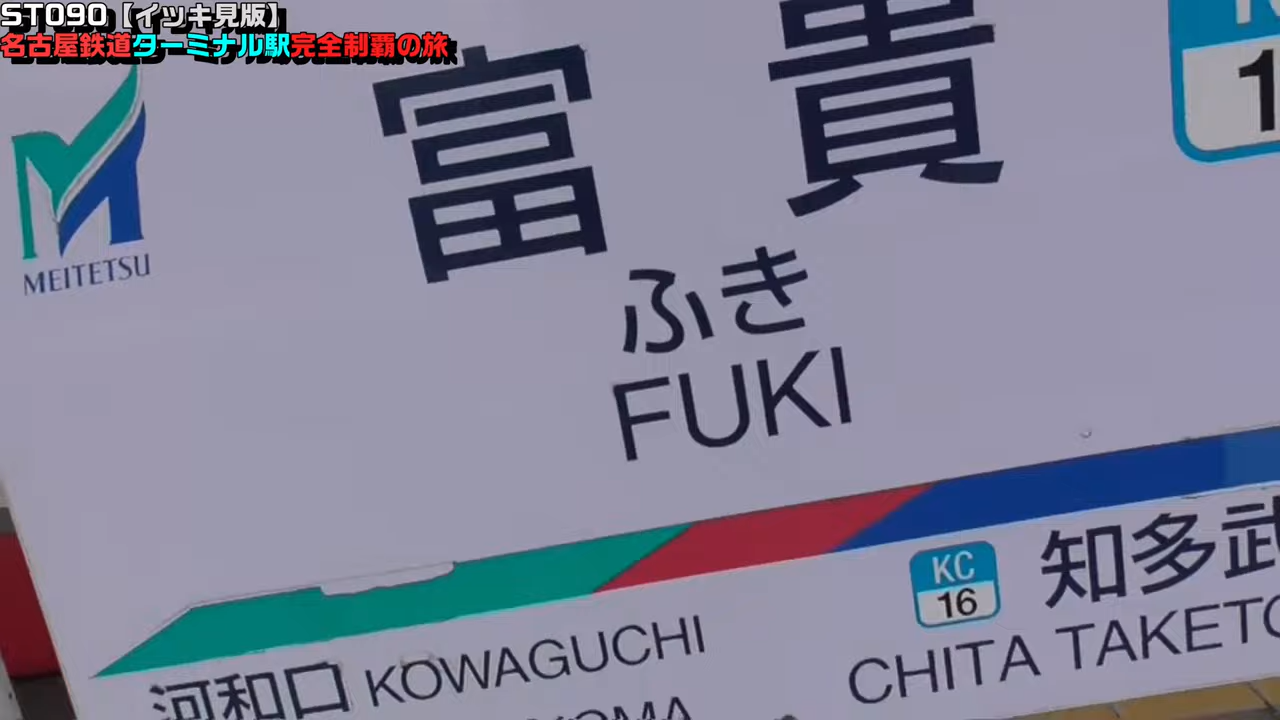 ST090【イッキ見版】
名古屋鉄道ターミナル駅完全制覇の旅
MEITETSU
富貴
ふき
FUKI
1
KC
16
知多武
河和口 KOWAGUCHI
CHITA TAKETO